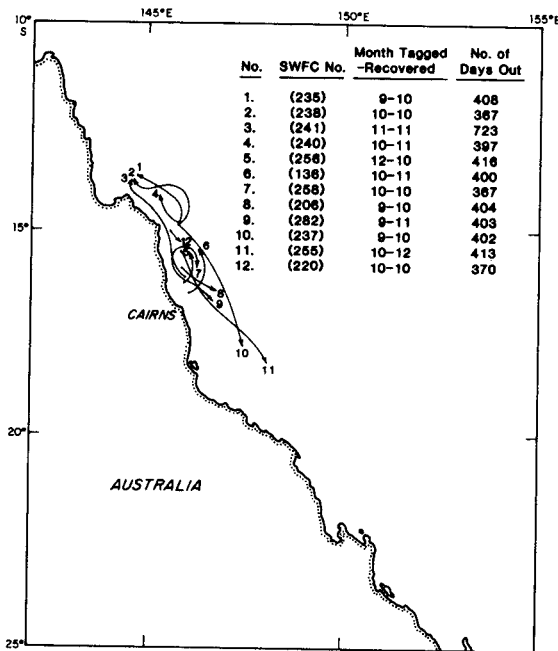 145°E 150°E 155°E
10°
S
No. SWFC No. Month Tagged -Recovered No. of Days Out
1. (235) 9-10 408
2. (238) 10-10 367
3. (241) 11-11 723
4. (240) 10-11 397
5. (256) 12-10 416
6. (136) 10-11 400
7. (258) 10-10 367
8. (206) 9-10 404
9. (282) 9-11 403
10. (237) 9-10 402
11. (255) 10-12 413
12. (220) 10-10 370
3 2 1
4
15°
12
6
7
8
9
CAIRNS
10
11
20°
AUSTRALIA
25°